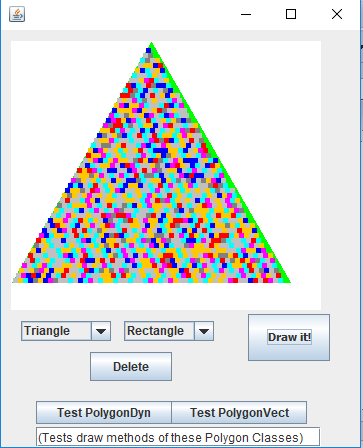 Triangle Rectangle Draw it!
Delete
Test PolygonDyn Test PolygonVect
(Tests draw methods of these Polygon Classes)